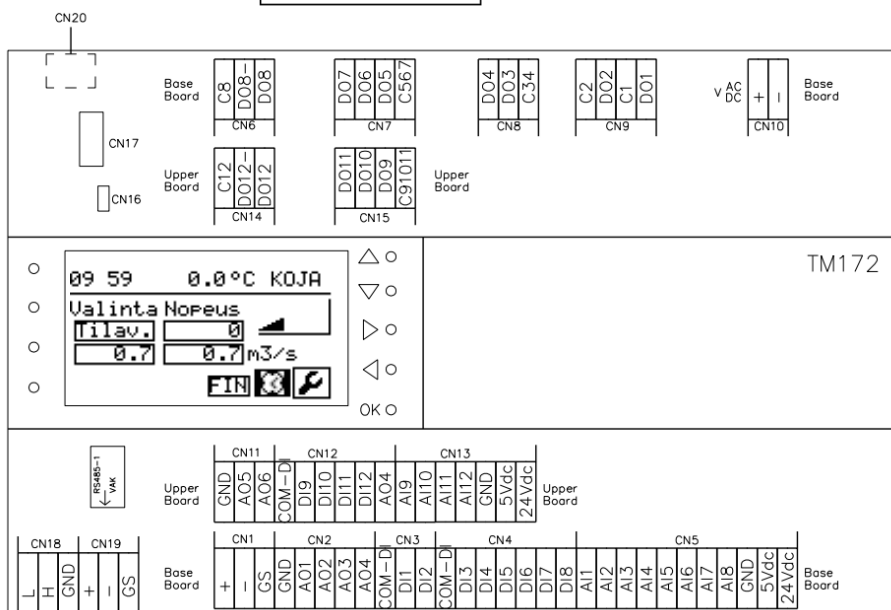 CN20
Base Board
C8 DO8- DO8
CN6
DO7 DO6 DO5 C567
CN7
DO4 DO3 C34
CN8
C2 DO2 C1 DO1
CN9
V AC DC
+ -
CN10
Base Board
CN17
CN16
Upper Board
C12 DO12- DO12
CN14
DO11 DO10 DO9 C91011
CN15
Upper Board
TM172
09 59 0.0°C KOJA
Valinta Nopeus
Tilav. 0
0.7 0.7 m3/s
FIN
OK
RS485-1
VAK
Upper Board
CN11 CN12 CN13
GND AO5 AO6 COM-DI DI9 DI10 DI11 DI12 AO4 AI9 AI10 AI11 AI12 GND 5Vdc 24Vdc
Upper Board
CN18 CN19
L H GND + - GS
Base Board
CN1 CN2 CN3 CN4 CN5
+ - GS GND AO1 AO2 AO3 AO4 COM-DI DI1 DI2 COM-DI DI3 DI4 DI5 DI6 DI7 DI8 AI1 AI2 AI3 AI4 AI5 AI6 AI7 AI8 GND 5Vdc 24Vdc
Base Board